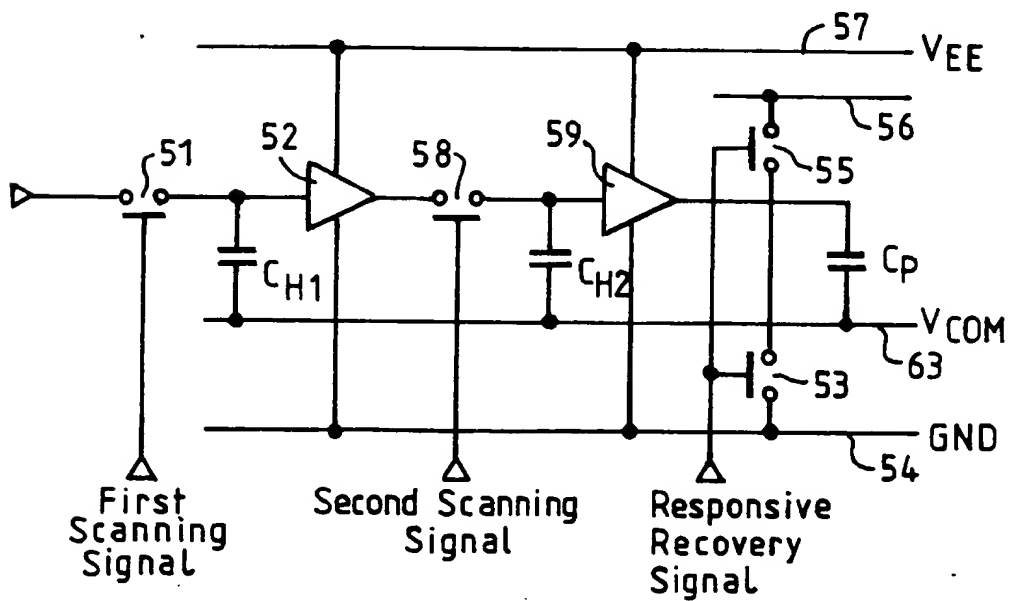 57
VEE
56
51
52
58
59
55
CH1
CH2
CP
VCOM
63
53
GND
54
First
Scanning
Signal
Second Scanning
Signal
Responsive
Recovery
Signal